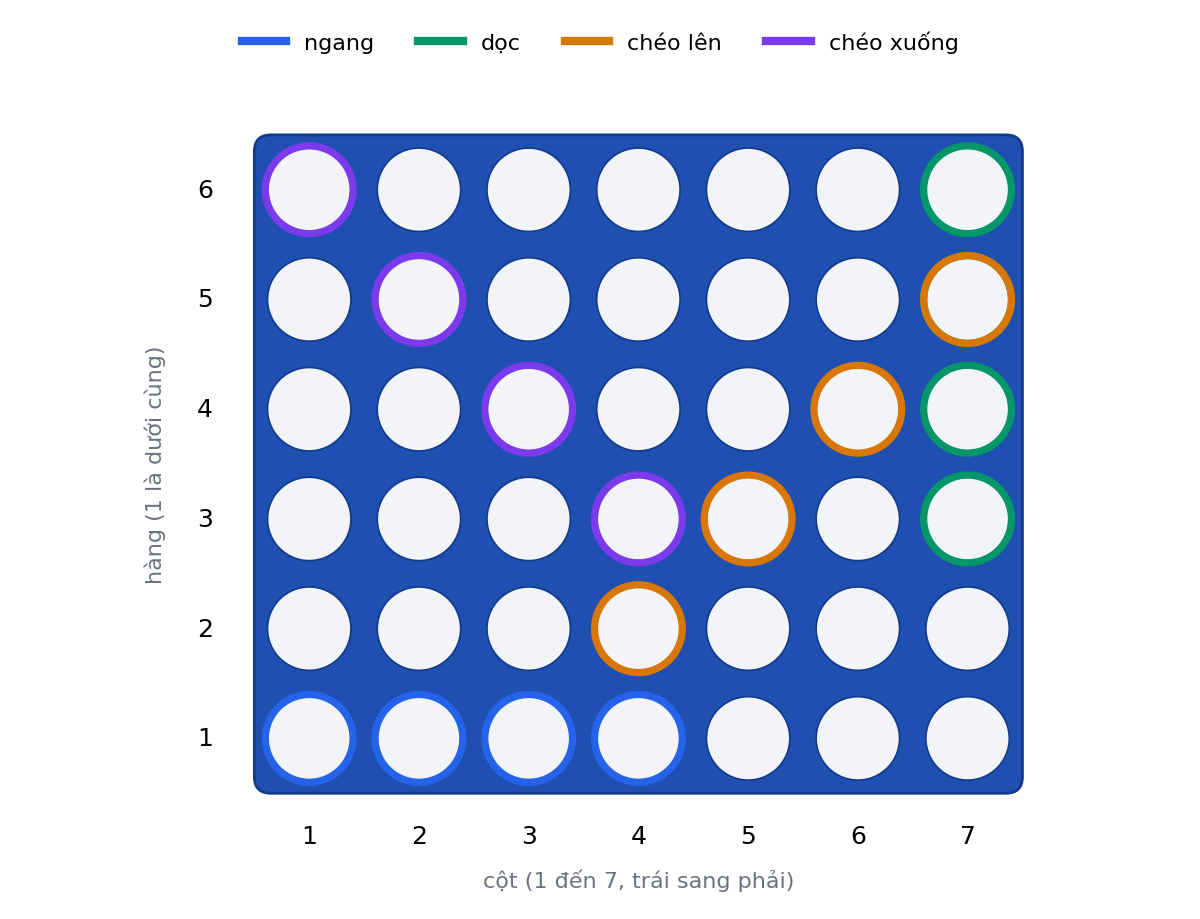 ngang dọc chéo lên chéo xuống
hàng (1 là dưới cùng)
6
5
4
3
2
1
1 2 3 4 5 6 7
cột (1 đến 7, trái sang phải)